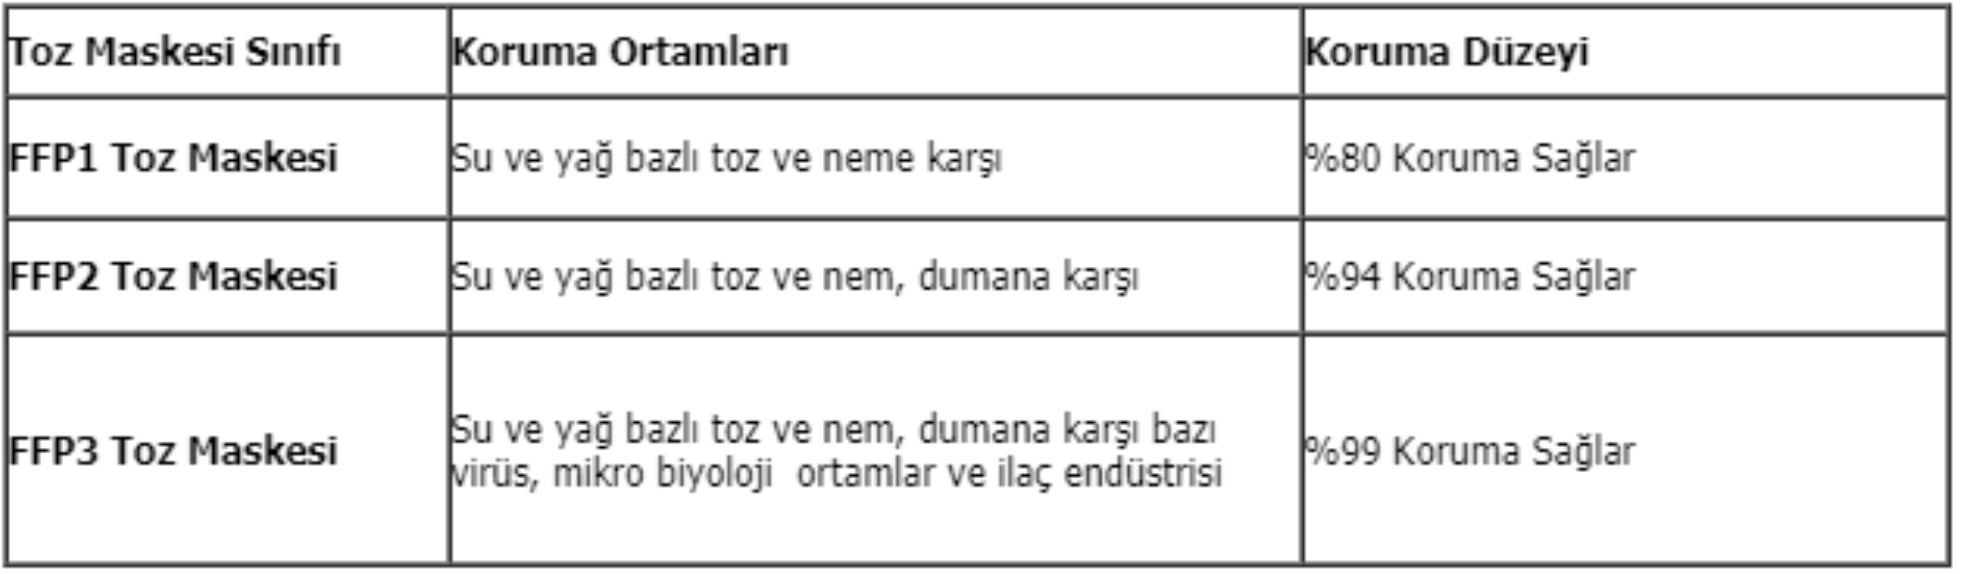 Toz Maskesi Sınıfı Koruma Ortamları Koruma Düzeyi
FFP1 Toz Maskesi Su ve yağ bazlı toz ve neme karşı %80 Koruma Sağlar
FFP2 Toz Maskesi Su ve yağ bazlı toz ve nem, dumana karşı %94 Koruma Sağlar
FFP3 Toz Maskesi Su ve yağ bazlı toz ve nem, dumana karşı bazı
virüs, mikro biyoloji  ortamlar ve ilaç endüstrisi %99 Koruma Sağlar